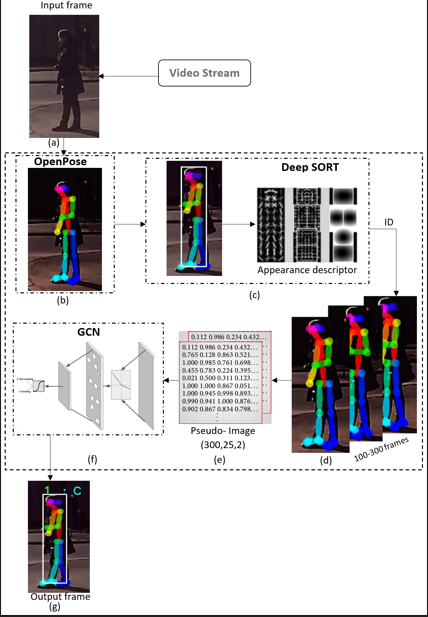 Input frame
Video Stream
(a)
OpenPose
(b)
Deep SORT
Appearance descriptor
(c)
ID
(d)
100-300 frames
0.112 0.986 0.234 0.432...
0.112 0.986 0.234 0.432...
0.765 0.128 0.863 0.521...
1.000 0.985 0.761 0.698...
0.455 0.783 0.224 0.395...
0.021 0.500 0.311 0.123...
1.000 1.000 0.867 0.051...
1.000 0.945 0.998 0.893...
0.990 0.941 1.000 0.876...
0.902 0.867 0.834 0.798...
Pseudo- Image
(300,25,2)
(e)
GCN
(f)
1 : C
Output frame
(g)